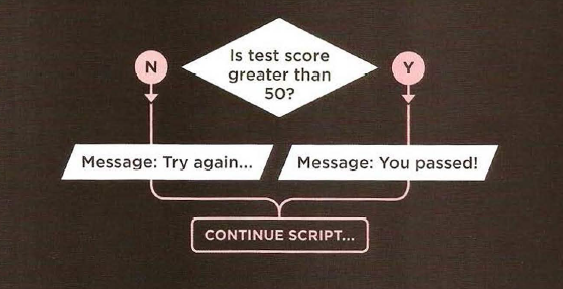 Is test score
greater than
50?
N
Y
Message: Try again...
Message: You passed!
CONTINUE SCRIPT...